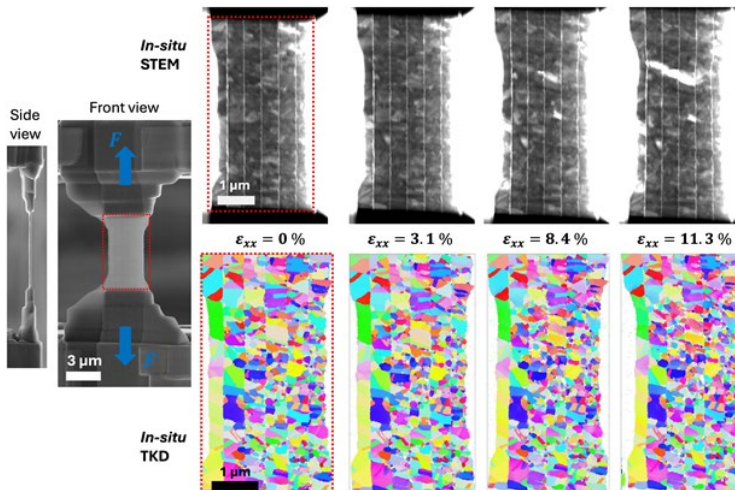 In-situ
STEM
Side
view
Front view
F
1 μm
ε_xx = 0 %
ε_xx = 3.1 %
ε_xx = 8.4 %
ε_xx = 11.3 %
F
3 μm
In-situ
TKD
1 μm